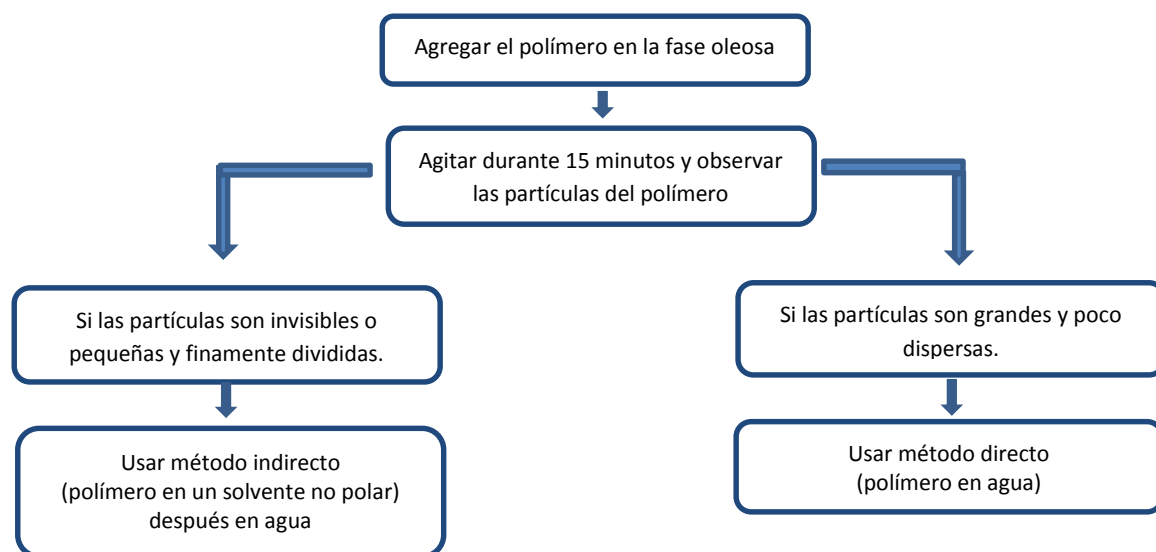 Agregar el polímero en la fase oleosa
Agitar durante 15 minutos y observar
las partículas del polímero
Si las partículas son invisibles o
pequeñas y finamente divididas.
Si las partículas son grandes y poco
dispersas.
Usar método indirecto
(polímero en un solvente no polar)
después en agua
Usar método directo
(polímero en agua)